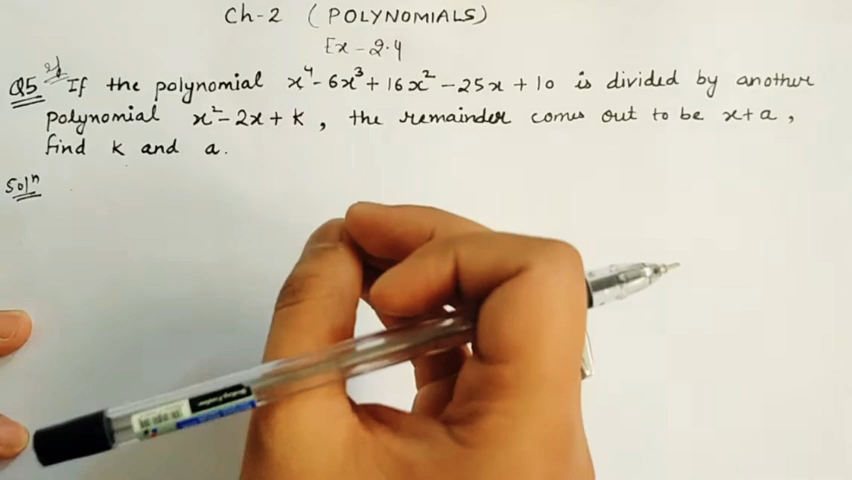 Ch-2 (POLYNOMIALS)
Ex-2.4
Q5. If the polynomial x⁴-6x³+16x²-25x+10 is divided by another
polynomial x²-2x+k, the remainder comes out to be x+a,
find k and a.
Solⁿ